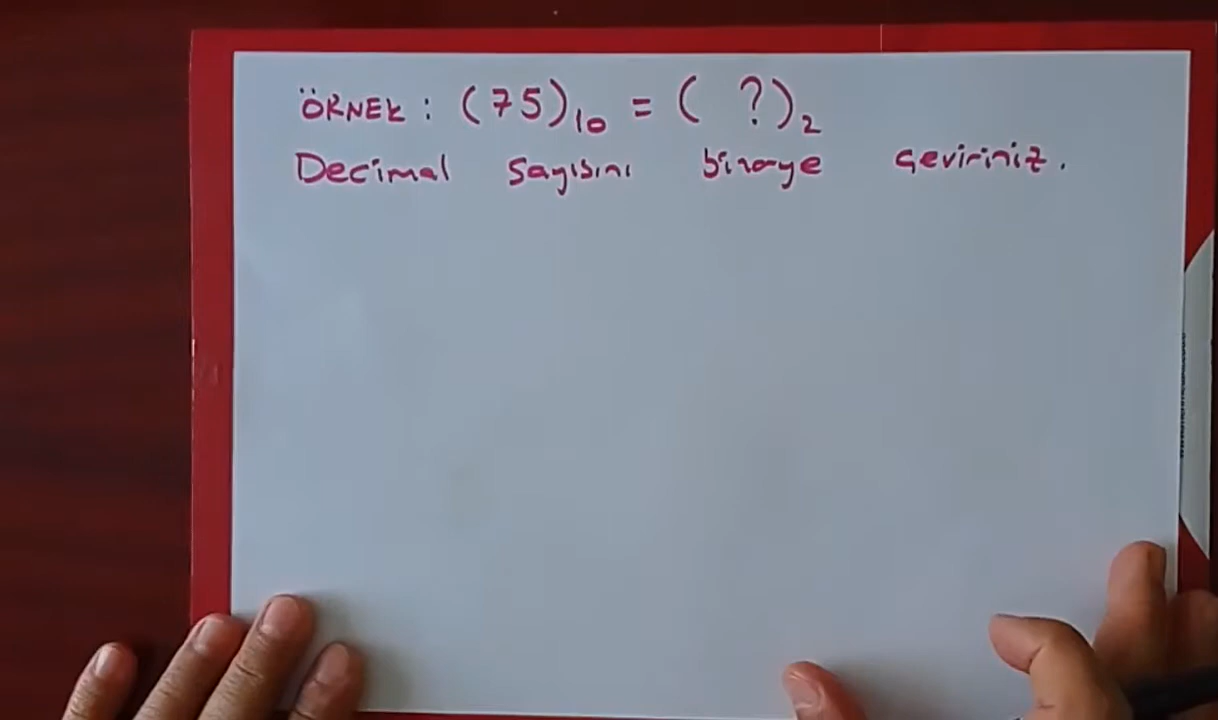 ÖRNEK : (75)₁₀ = ( ?)₂
Decimal sayısını binarye çeviriniz.